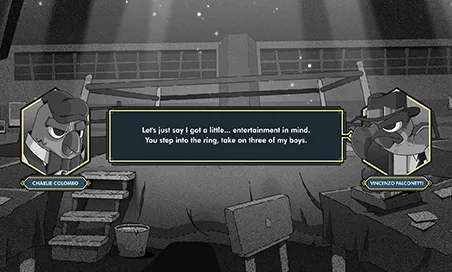 Let's just say I got a little... entertainment in mind.
You step into the ring, take on three of my boys.
CHARLIE COLOMBO
VINCENZO FALCONETTI